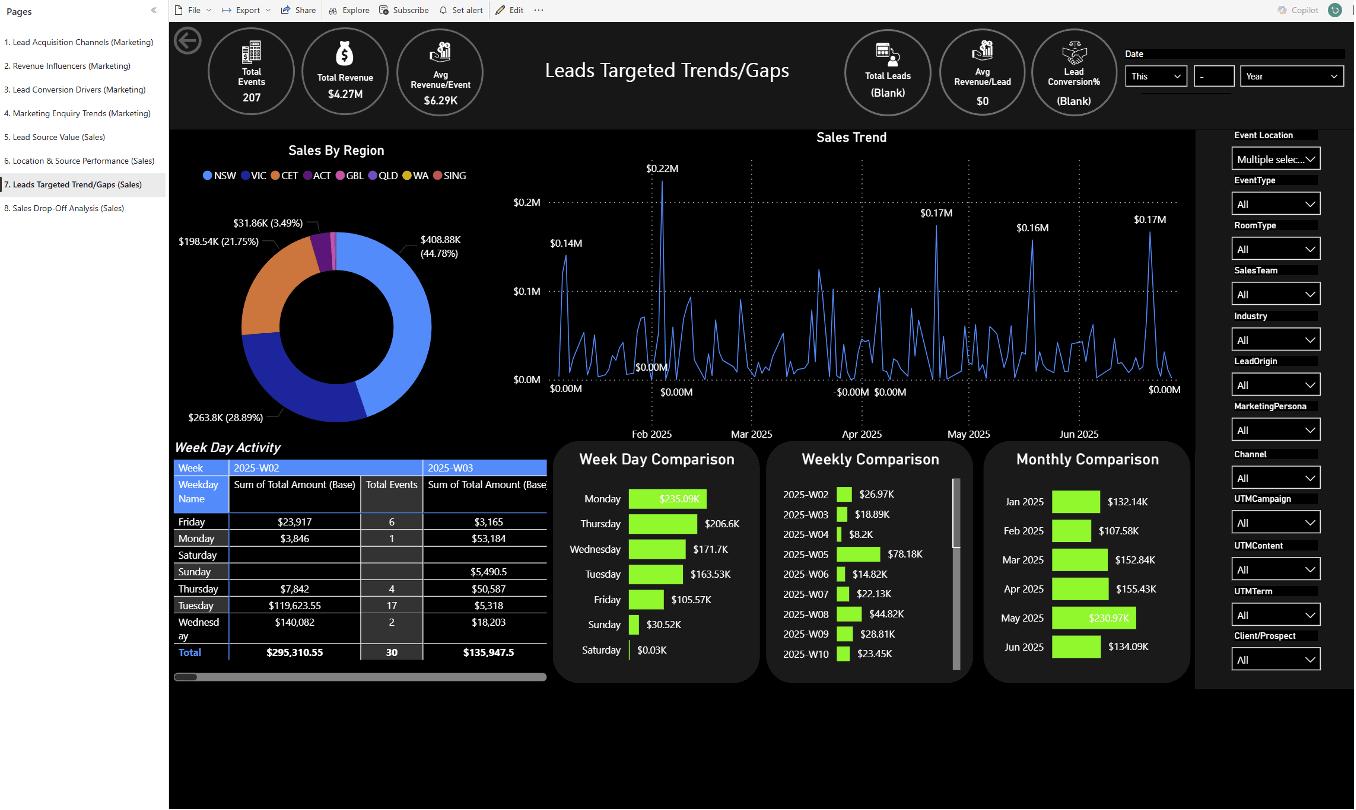 Pages
1. Lead Acquisition Channels (Marketing)
2. Revenue Influencers (Marketing)
3. Lead Conversion Drivers (Marketing)
4. Marketing Enquiry Trends (Marketing)
5. Lead Source Value (Sales)
6. Location & Source Performance (Sales)
7. Leads Targeted Trend/Gaps (Sales)
8. Sales Drop-Off Analysis (Sales)
File
Export
Share
Explore
Subscribe
Set alert
Edit
Copilot
Total
Events
207
Total Revenue
$4.27M
Avg
Revenue/Event
$6.29K
Leads Targeted Trends/Gaps
Total Leads
(Blank)
Avg
Revenue/Lead
$0
Lead
Conversion%
(Blank)
Date
This
-
Year
Sales By Region
NSW VIC CET ACT GBL QLD WA SING
$31.86K (3.49%)
$198.54K (21.75%)
$408.88K
(44.78%)
$263.8K (28.89%)
Sales Trend
$0.2M
$0.1M
$0.0M
$0.14M
$0.22M
$0.17M
$0.16M
$0.17M
$0.00M
$0.00M
$0.00M
$0.00M
$0.00M
$0.00M
Feb 2025
Mar 2025
Apr 2025
May 2025
Jun 2025
Event Location
Multiple selec...
EventType
All
RoomType
All
SalesTeam
All
Industry
All
LeadOrigin
All
MarketingPersona
All
Channel
All
UTMCampaign
All
UTMContent
All
UTMTerm
All
Client/Prospect
All
Week Day Activity
Week 2025-W02 2025-W03
Weekday Sum of Total Amount (Base) Total Events Sum of Total Amount (Base
Name
Friday $23,917 6 $3,165
Monday $3,846 1 $53,184
Saturday
Sunday $5,490.5
Thursday $7,842 4 $50,587
Tuesday $119,623.55 17 $5,318
Wednesd $140,082 2 $18,203
ay
Total $295,310.55 30 $135,947.5
Week Day Comparison
Monday $235.09K
Thursday $206.6K
Wednesday $171.7K
Tuesday $163.53K
Friday $105.57K
Sunday $30.52K
Saturday $0.03K
Weekly Comparison
2025-W02 $26.97K
2025-W03 $18.89K
2025-W04 $8.2K
2025-W05 $78.18K
2025-W06 $14.82K
2025-W07 $22.13K
2025-W08 $44.82K
2025-W09 $28.81K
2025-W10 $23.45K
Monthly Comparison
Jan 2025 $132.14K
Feb 2025 $107.58K
Mar 2025 $152.84K
Apr 2025 $155.43K
May 2025 $230.97K
Jun 2025 $134.09K